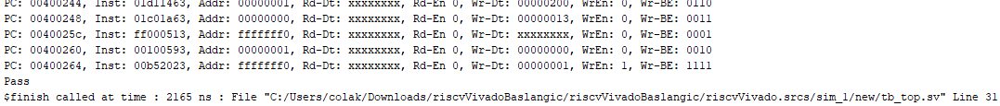 PC: 00400244, Inst: 01d11463, Addr: 00000001, Rd-Dt: xxxxxxxx, Rd-En 0, Wr-Dt: 00000200, WrEn: 0, Wr-BE: 0110
PC: 00400248, Inst: 01c01a63, Addr: 00000000, Rd-Dt: xxxxxxxx, Rd-En 0, Wr-Dt: 00000013, WrEn: 0, Wr-BE: 0011
PC: 0040025c, Inst: ff000513, Addr: fffffff0, Rd-Dt: xxxxxxxx, Rd-En 0, Wr-Dt: xxxxxxxx, WrEn: 0, Wr-BE: 0001
PC: 00400260, Inst: 00100593, Addr: 00000001, Rd-Dt: xxxxxxxx, Rd-En 0, Wr-Dt: 00000000, WrEn: 0, Wr-BE: 0010
PC: 00400264, Inst: 00b52023, Addr: fffffff0, Rd-Dt: xxxxxxxx, Rd-En 0, Wr-Dt: 00000001, WrEn: 1, Wr-BE: 1111
Pass
$finish called at time : 2165 ns : File "C:/Users/colak/Downloads/riscvVivadoBaslangic/riscvVivadoBaslangic/riscvVivado.srcs/sim_1/new/tb_top.sv" Line 31